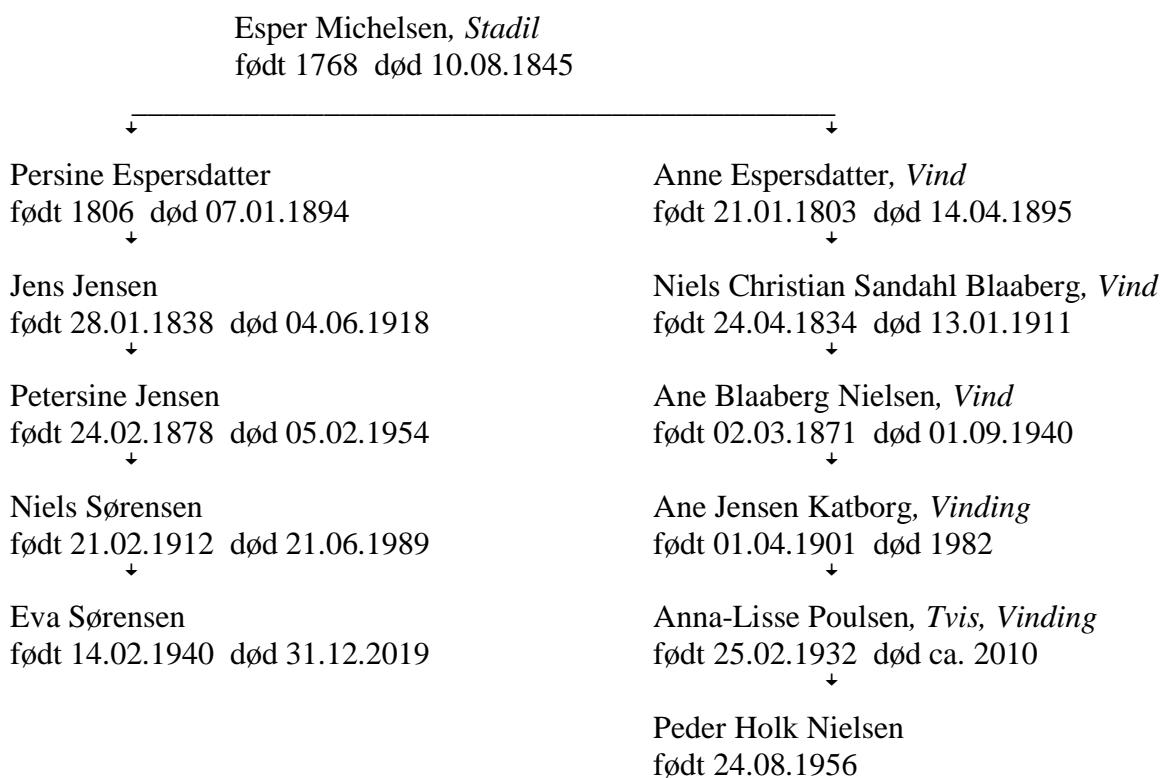 Esper Michelsen, Stadil
født 1768 død 10.08.1845
Persine Espersdatter
født 1806 død 07.01.1894
Jens Jensen
født 28.01.1838 død 04.06.1918
Petersine Jensen
født 24.02.1878 død 05.02.1954
Niels Sørensen
født 21.02.1912 død 21.06.1989
Eva Sørensen
født 14.02.1940 død 31.12.2019
Anne Espersdatter, Vind
født 21.01.1803 død 14.04.1895
Niels Christian Sandahl Blaaberg, Vind
født 24.04.1834 død 13.01.1911
Ane Blaaberg Nielsen, Vind
født 02.03.1871 død 01.09.1940
Ane Jensen Katborg, Vinding
født 01.04.1901 død 1982
Anna-Lisse Poulsen, Tvis, Vinding
født 25.02.1932 død ca. 2010
Peder Holk Nielsen
født 24.08.1956